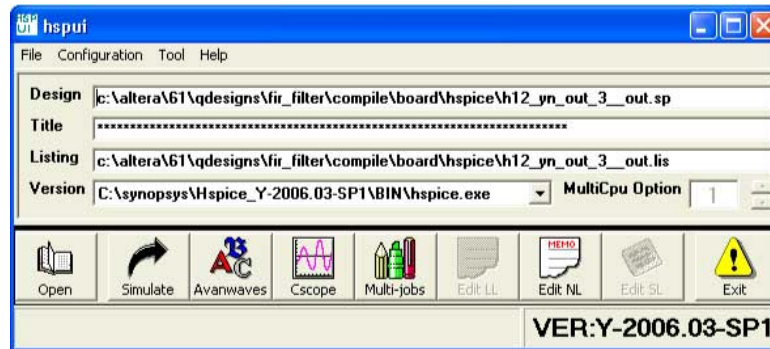 hspui
File Configuration Tool Help
Design c:\altera\61\qdesigns\fir_filter\compile\board\hspice\h12_yn_out_3__out.sp
Title ************************************************************************
Listing c:\altera\61\qdesigns\fir_filter\compile\board\hspice\h12_yn_out_3__out.lis
Version C:\synopsys\Hspice_Y-2006.03-SP1\BIN\hspice.exe MultiCpu Option 1
MEMO
Open Simulate Avanwaves Cscope Multi-jobs Edit LL Edit NL Edit SL Exit
VER:Y-2006.03-SP1